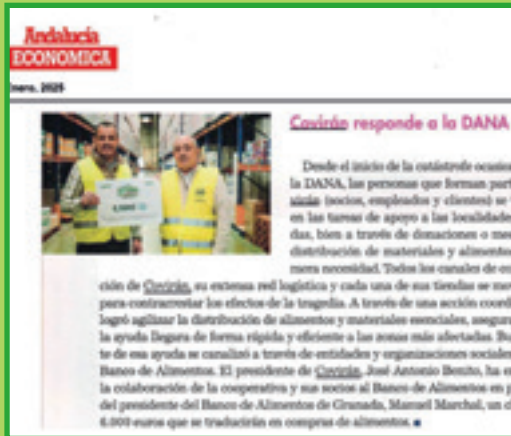 Andalucía
ECONOMICA
Enero, 2025
Covirán responde a la DANA
Desde el inicio de la catástrofe ocasion
la DANA, las personas que forman part
virán (socios, empleados y clientes) se
en las tareas de apoyo a las localidades
das, bien a través de donaciones o me
distribución de materiales y alimentos
mera necesidad. Todos los canales de
ción de Covirán, su extensa red logística y cada una de sus tiendas se mov
para contrarrestar los efectos de la tragedia. A través de una acción coordi
logró agilizar la distribución de alimentos y materiales esenciales, asegura
la ayuda llegara de forma rápida y eficiente a las zonas más afectadas. Bu
te de esa ayuda se canalizó a través de entidades y organizaciones sociales
Banco de Alimentos. El presidente de Covirán, José Antonio Benito, ha
la colaboración de la cooperativa y sus socios al Banco de Alimentos en p
del presidente del Banco de Alimentos de Granada, Manuel Marchal, un
6.000 euros que se traducirán en compras de alimentos.